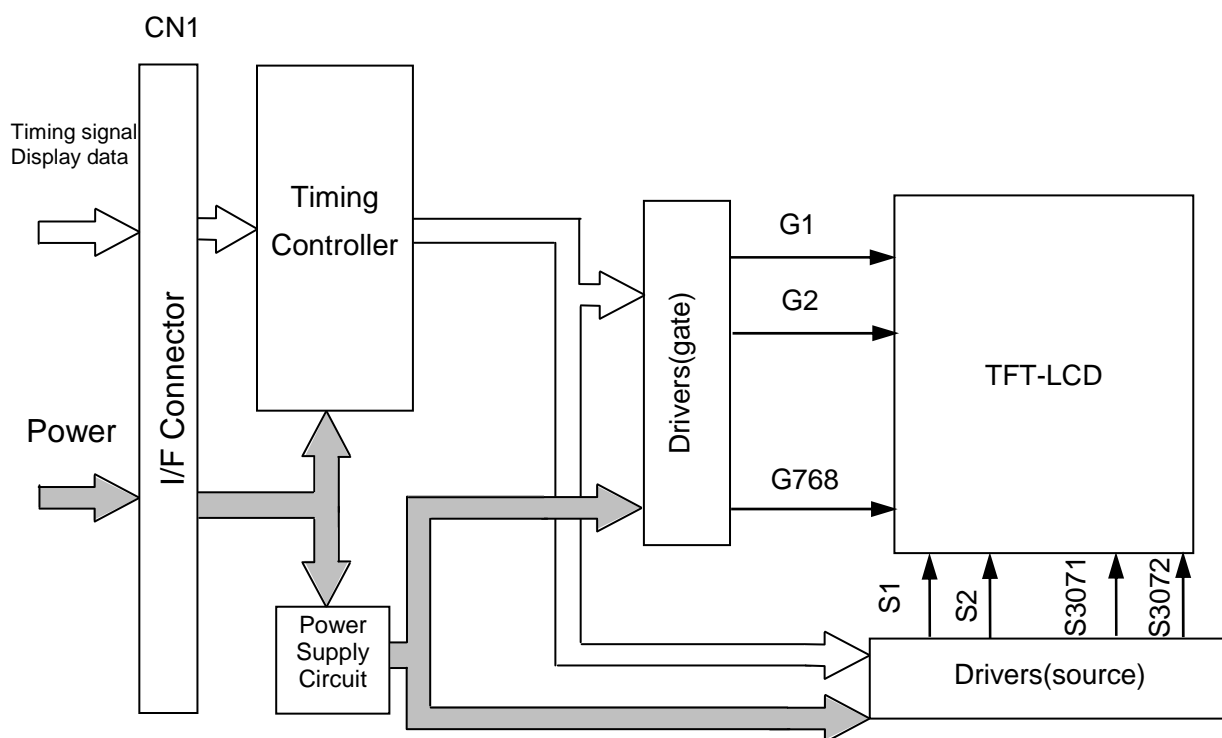 CN1
Timing signal
Display data
Timing
Controller
I/F Connector
Power
Drivers(gate)
G1
G2
G768
TFT-LCD
S1
S2
S3071
S3072
Power
Supply
Circuit
Drivers(source)